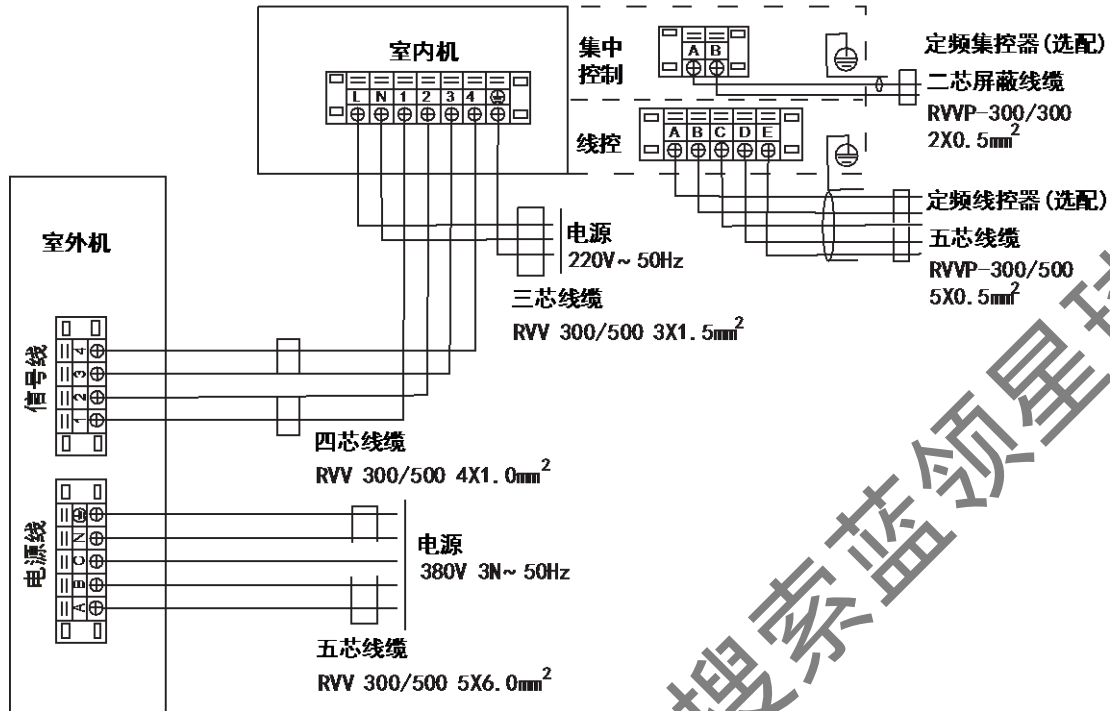 室内机
L N 1 2 3 4
集中
控制
A B
定频集控器(选配)
二芯屏蔽线缆
RVVP-300/300
2X0.5mm²
线控
A B C D E
定频线控器(选配)
五芯线缆
RVVP-300/500
5X0.5mm²
电源
220V~ 50Hz
三芯线缆
RVV 300/500 3X1.5mm²
室外机
信号线
4
3
2
1
四芯线缆
RVV 300/500 4X1.0mm²
电源线
N
C
B
A
电源
380V 3N~ 50Hz
五芯线缆
RVV 300/500 5X6.0mm²
搜索蓝领星球